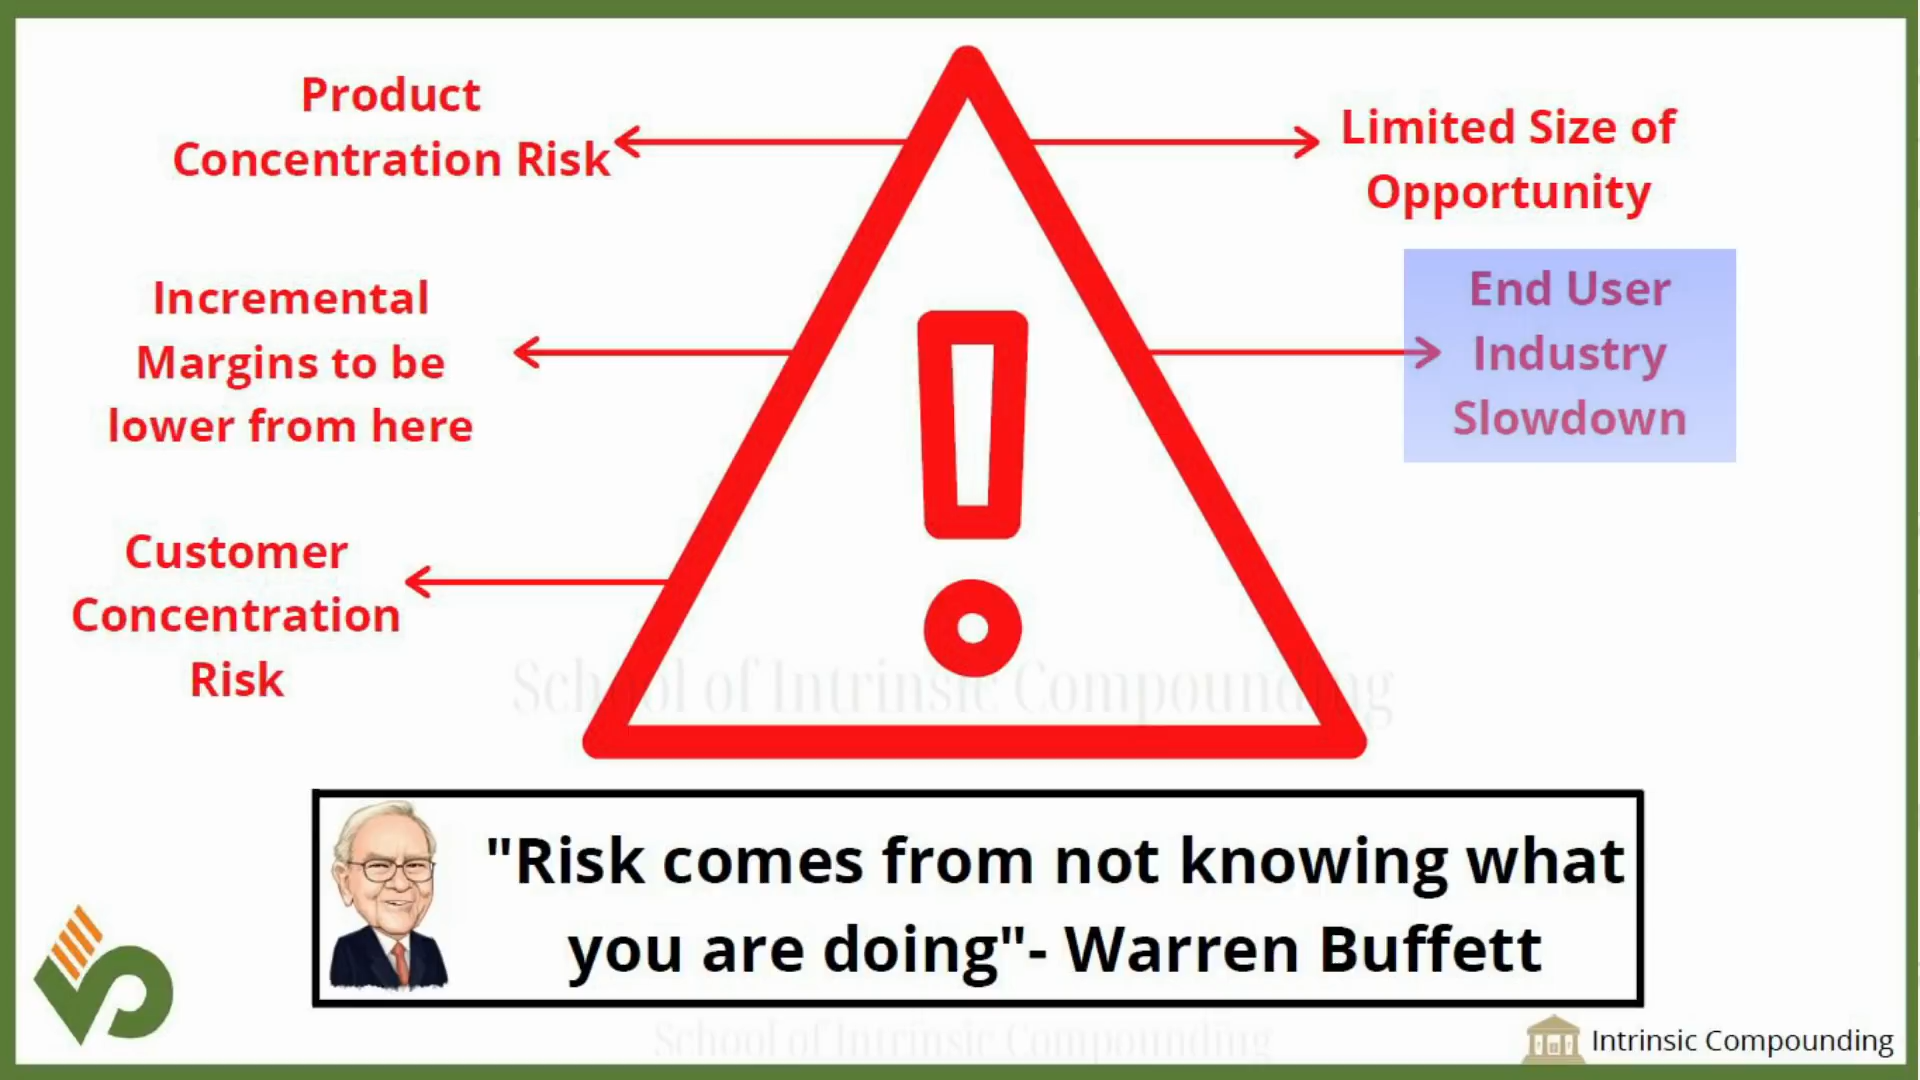 Product
Concentration Risk
Limited Size of
Opportunity
Incremental
Margins to be
lower from here
End User
Industry
Slowdown
Customer
Concentration
Risk
School of Intrinsic Compounding
"Risk comes from not knowing what
you are doing"- Warren Buffett
School of Intrinsic Compounding
Intrinsic Compounding